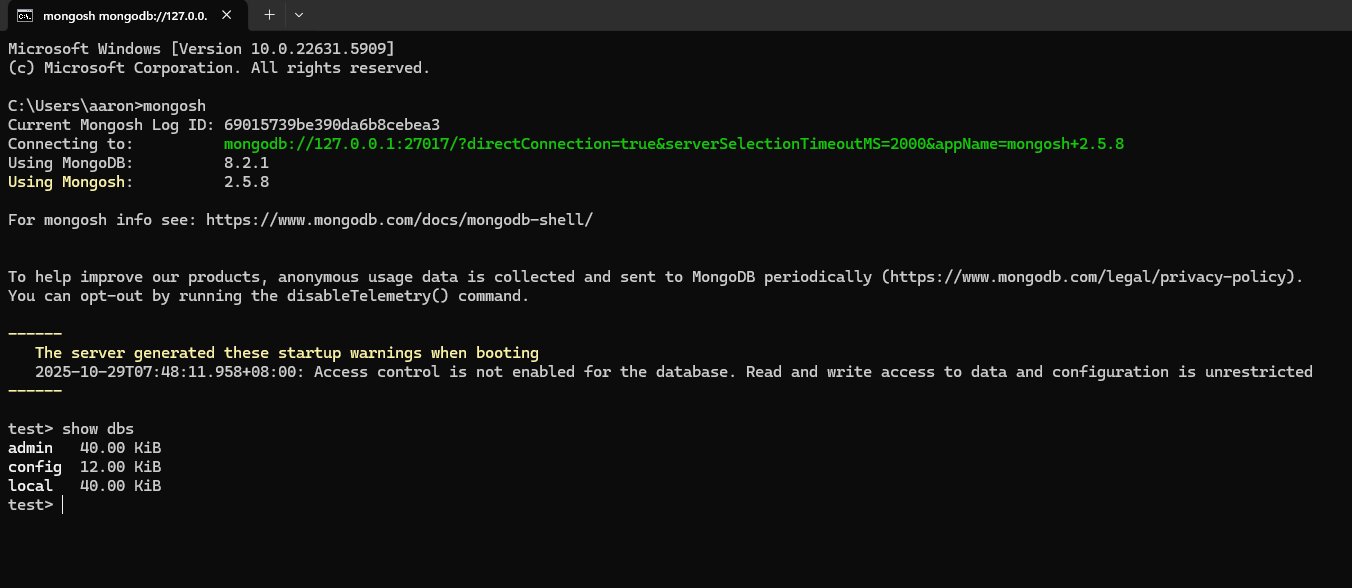 mongosh mongodb://127.0.0.
Microsoft Windows [Version 10.0.22631.5909]
(c) Microsoft Corporation. All rights reserved.
C:\Users\aaron>mongosh
Current Mongosh Log ID: 69015739be390da6b8cebea3
Connecting to:          mongodb://127.0.0.1:27017/?directConnection=true&serverSelectionTimeoutMS=2000&appName=mongosh+2.5.8
Using MongoDB:          8.2.1
Using Mongosh:          2.5.8
For mongosh info see: https://www.mongodb.com/docs/mongodb-shell/
To help improve our products, anonymous usage data is collected and sent to MongoDB periodically (https://www.mongodb.com/legal/privacy-policy).
You can opt-out by running the disableTelemetry() command.
------
   The server generated these startup warnings when booting
   2025-10-29T07:48:11.958+08:00: Access control is not enabled for the database. Read and write access to data and configuration is unrestricted
------
test> show dbs
admin   40.00 KiB
config  12.00 KiB
local   40.00 KiB
test>